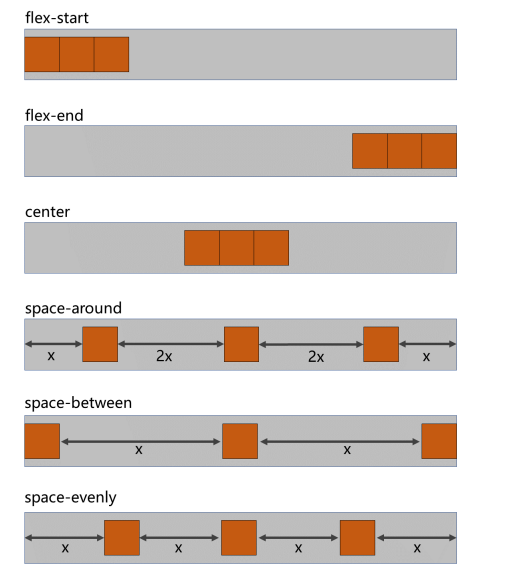 flex-start
flex-end
center
space-around
x 2x 2x x
space-between
x x
space-evenly
x x x x